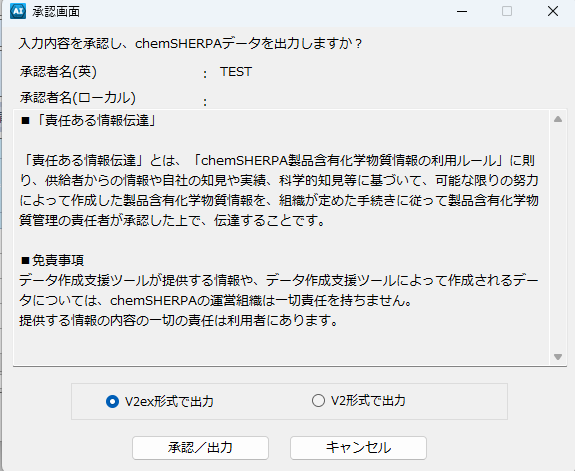 AI 承認画面
入力内容を承認し、chemSHERPAデータを出力しますか？
承認者名(英) : TEST
承認者名(ローカル) :
■「責任ある情報伝達」
「責任ある情報伝達」とは、「chemSHERPA製品含有化学物質情報の利用ルール」に則
り、供給者からの情報や自社の知見や実績、科学的知見等に基づいて、可能な限りの努力
によって作成した製品含有化学物質情報を、組織が定めた手続きに従って製品含有化学物
質管理の責任者が承認した上で、伝達することです。
■免責事項
データ作成支援ツールが提供する情報や、データ作成支援ツールによって作成されるデー
タについては、chemSHERPAの運営組織は一切責任を持ちません。
提供する情報の内容の一切の責任は利用者にあります。
V2ex形式で出力 V2形式で出力
承認／出力 キャンセル